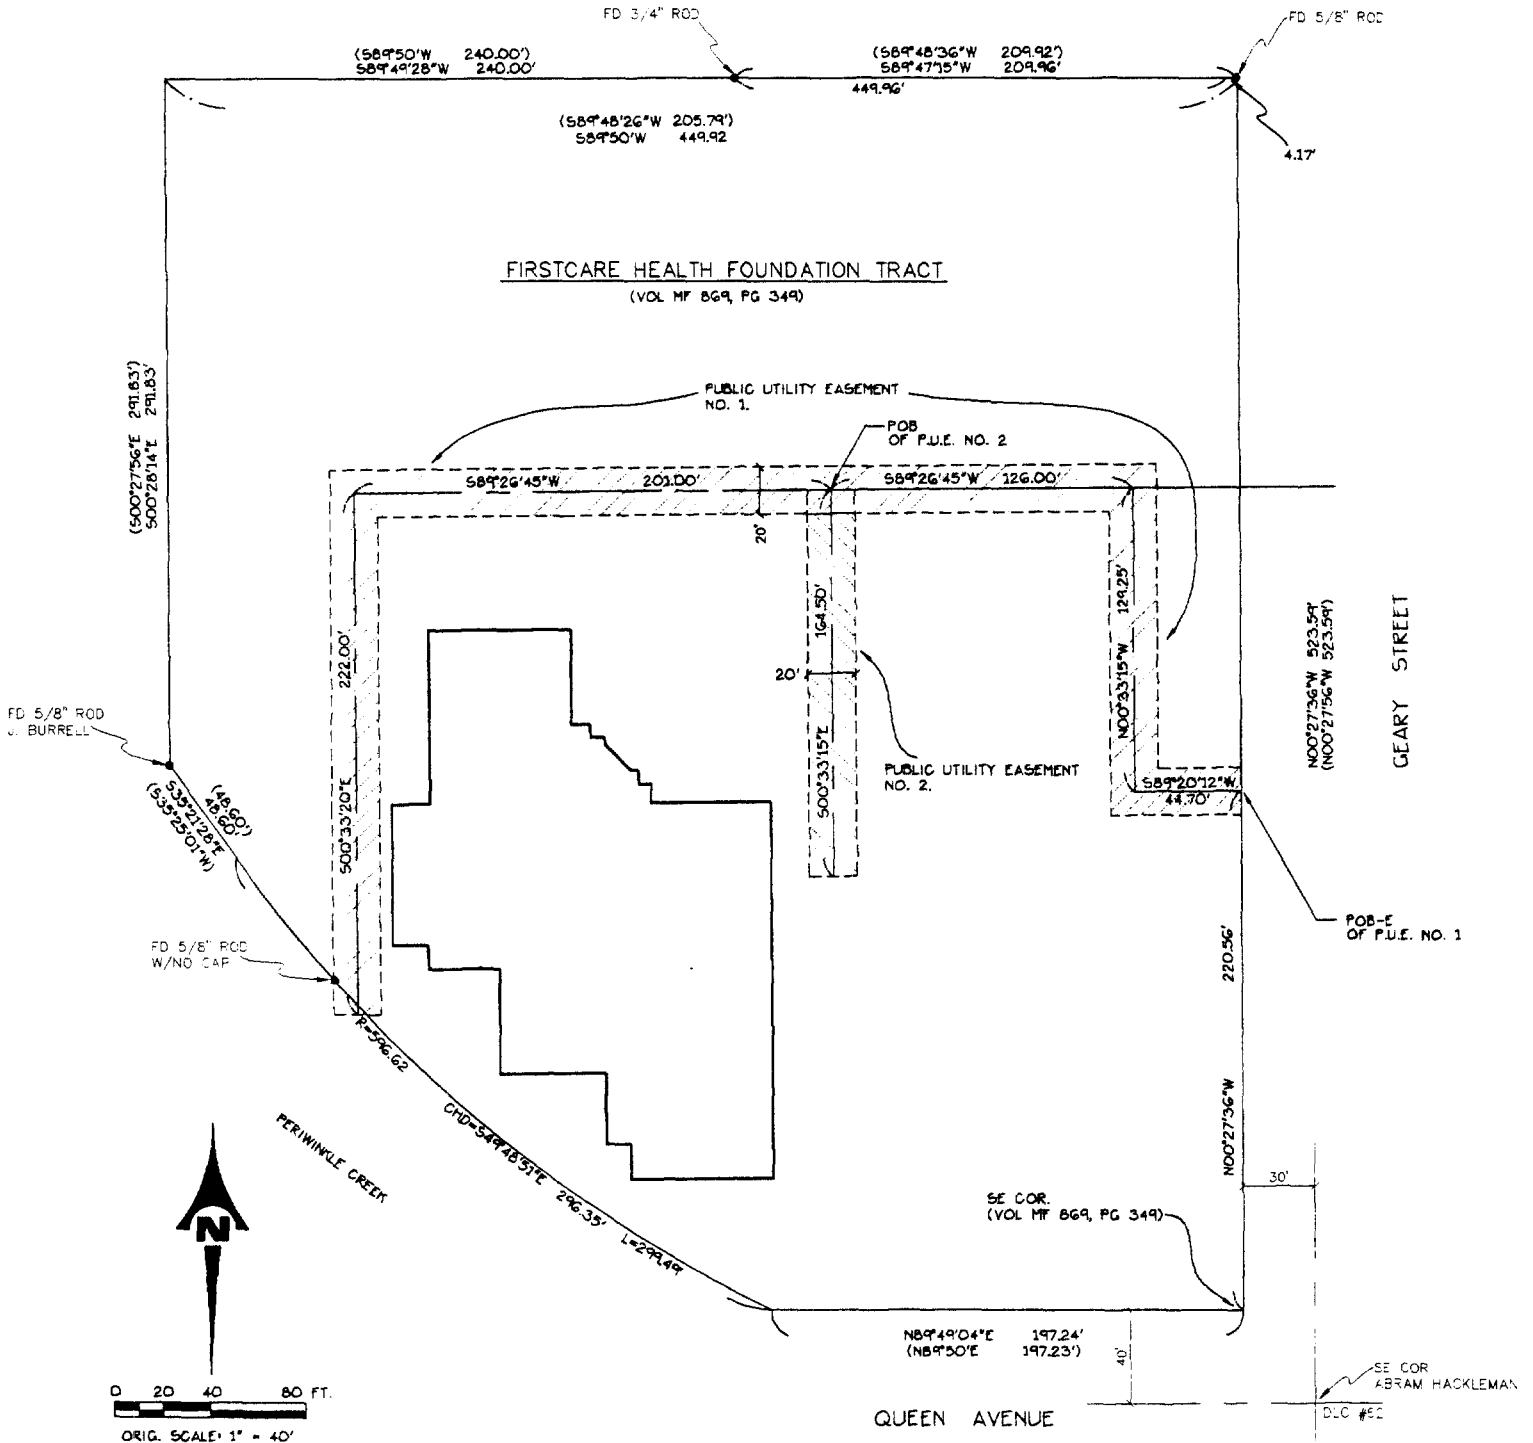 FD 3/4" ROD
FD 5/8" ROD
(S89°50'W 240.00')
S89°49'28"W 240.00'
(S89°48'36"W 209.92')
S89°47'15"W 209.96'
449.96'
(S89°48'26"W 205.79')
S89°50'W 449.92
4.17'
FIRSTCARE HEALTH FOUNDATION TRACT
(VOL MF 869, PG 349)
(S00°27'56"E 291.83')
S00°28'14"E 291.83'
PUBLIC UTILITY EASEMENT
NO. 1.
POB
OF P.U.E. NO. 2
S89°26'45"W 201.00'
S89°26'45"W 126.00'
20'
222.00'
S00°33'20"E
164.50'
S00°33'15"E
20'
129.25'
N00°33'15"W
N00°27'36"W 523.59'
(N00°27'56"W 523.59')
GEARY STREET
FD 5/8" ROD
J. BURRELL
PUBLIC UTILITY EASEMENT
NO. 2.
S89°20'12"W
44.70'
(48.60')
48.60'
S35°21'28"E
(S35°25'01"W)
POB-E
OF P.U.E. NO. 1
FD 5/8" ROD
W/NO CAP
220.56'
N00°27'36"W
R=596.62
CHD=S49°48'51"E 296.35'
L=299.49'
PERIWINKLE CREEK
N
30'
SE COR.
(VOL MF 869, PG 349)
N89°49'04"E 197.24'
(N89°50'E 197.23')
40'
SE COR
ABRAM HACKLEMAN
DLC #62
0 20 40 80 FT.
ORIG. SCALE: 1" = 40'
QUEEN AVENUE